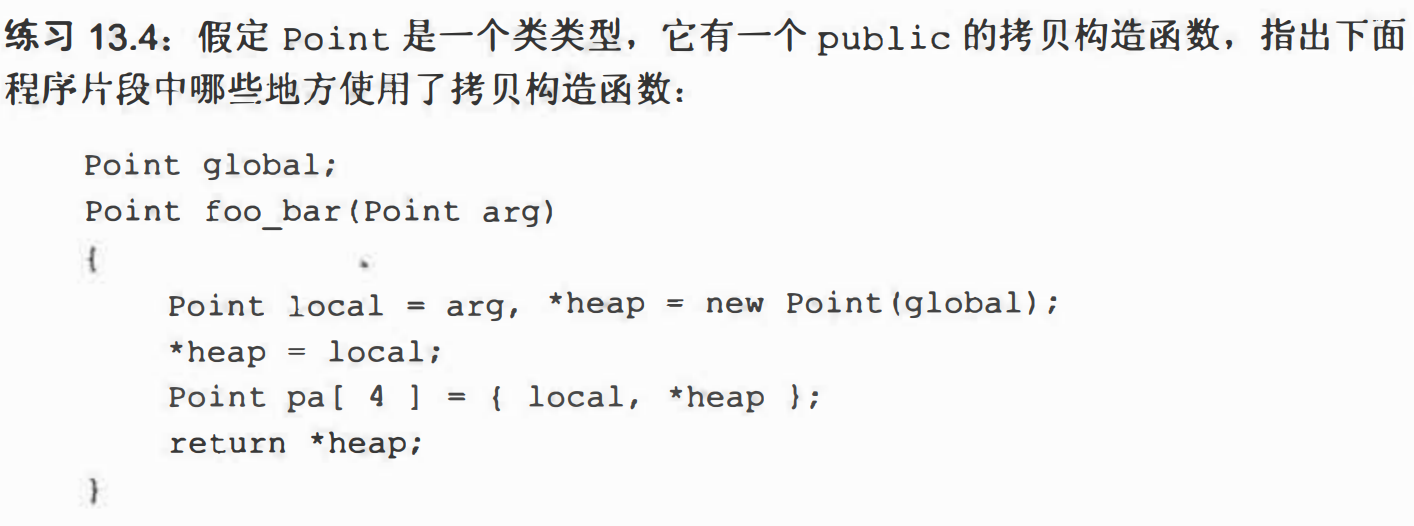 练习 13.4：假定 Point 是一个类类型，它有一个 public 的拷贝构造函数，指出下面
程序片段中哪些地方使用了拷贝构造函数：
Point global;
Point foo_bar(Point arg)
{
Point local = arg, *heap = new Point(global);
*heap = local;
Point pa[ 4 ] = { local, *heap };
return *heap;
}